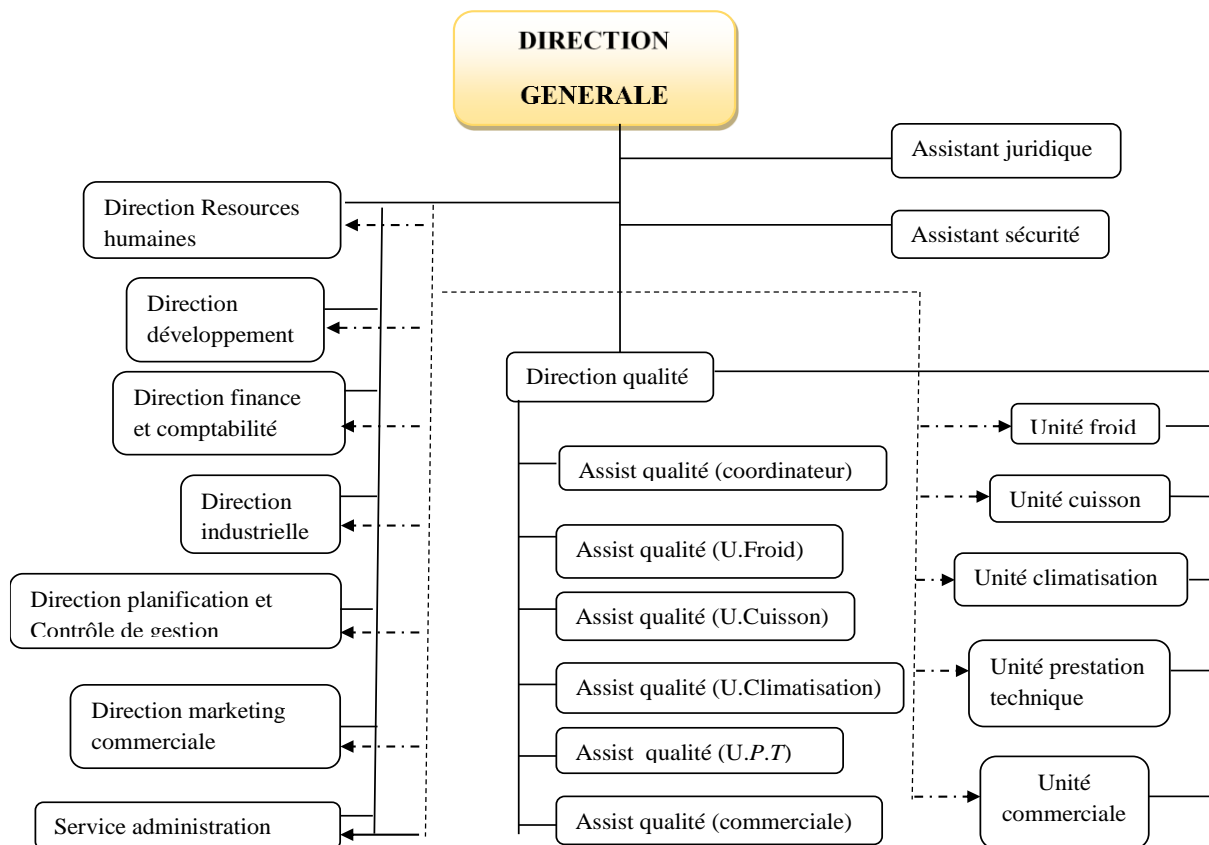 DIRECTION
GENERALE
Assistant juridique
Assistant sécurité
Direction Resources
humaines
Direction
développement
Direction finance
et comptabilité
Direction
industrielle
Direction planification et
Contrôle de gestion
Direction marketing
commerciale
Service administration
Direction qualité
Assist qualité (coordinateur)
Assist qualité (U.Froid)
Assist qualité (U.Cuisson)
Assist qualité (U.Climatisation)
Assist qualité (U.P.T)
Assist qualité (commerciale)
Unité froid
Unité cuisson
Unité climatisation
Unité prestation
technique
Unité
commerciale